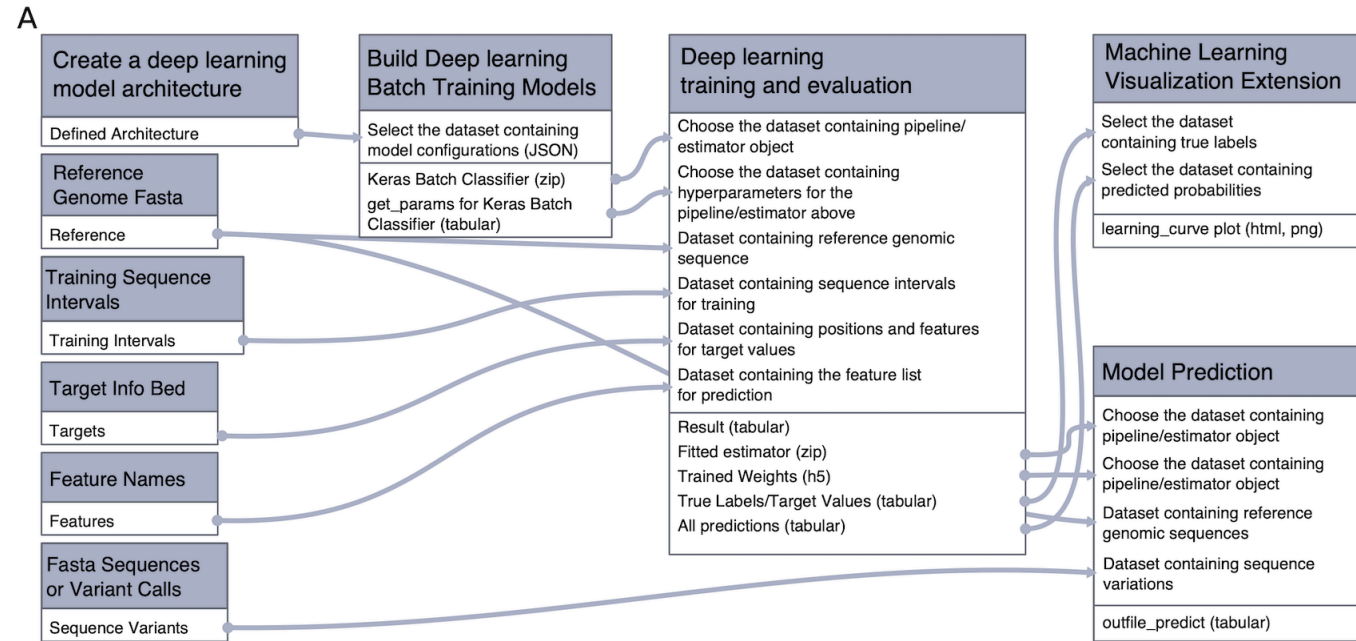 A
Create a deep learning
model architecture
Defined Architecture
Reference
Genome Fasta
Reference
Training Sequence
Intervals
Training Intervals
Target Info Bed
Targets
Feature Names
Features
Fasta Sequences
or Variant Calls
Sequence Variants
Build Deep learning
Batch Training Models
Select the dataset containing
model configurations (JSON)
Keras Batch Classifier (zip)
get_params for Keras Batch
Classifier (tabular)
Deep learning
training and evaluation
Choose the dataset containing pipeline/
estimator object
Choose the dataset containing
hyperparameters for the
pipeline/estimator above
Dataset containing reference genomic
sequence
Dataset containing sequence intervals
for training
Dataset containing positions and features
for target values
Dataset containing the feature list
for prediction
Result (tabular)
Fitted estimator (zip)
Trained Weights (h5)
True Labels/Target Values (tabular)
All predictions (tabular)
Machine Learning
Visualization Extension
Select the dataset
containing true labels
Select the dataset containing
predicted probabilities
learning_curve plot (html, png)
Model Prediction
Choose the dataset containing
pipeline/estimator object
Choose the dataset containing
pipeline/estimator object
Dataset containing reference
genomic sequences
Dataset containing sequence
variations
outfile_predict (tabular)